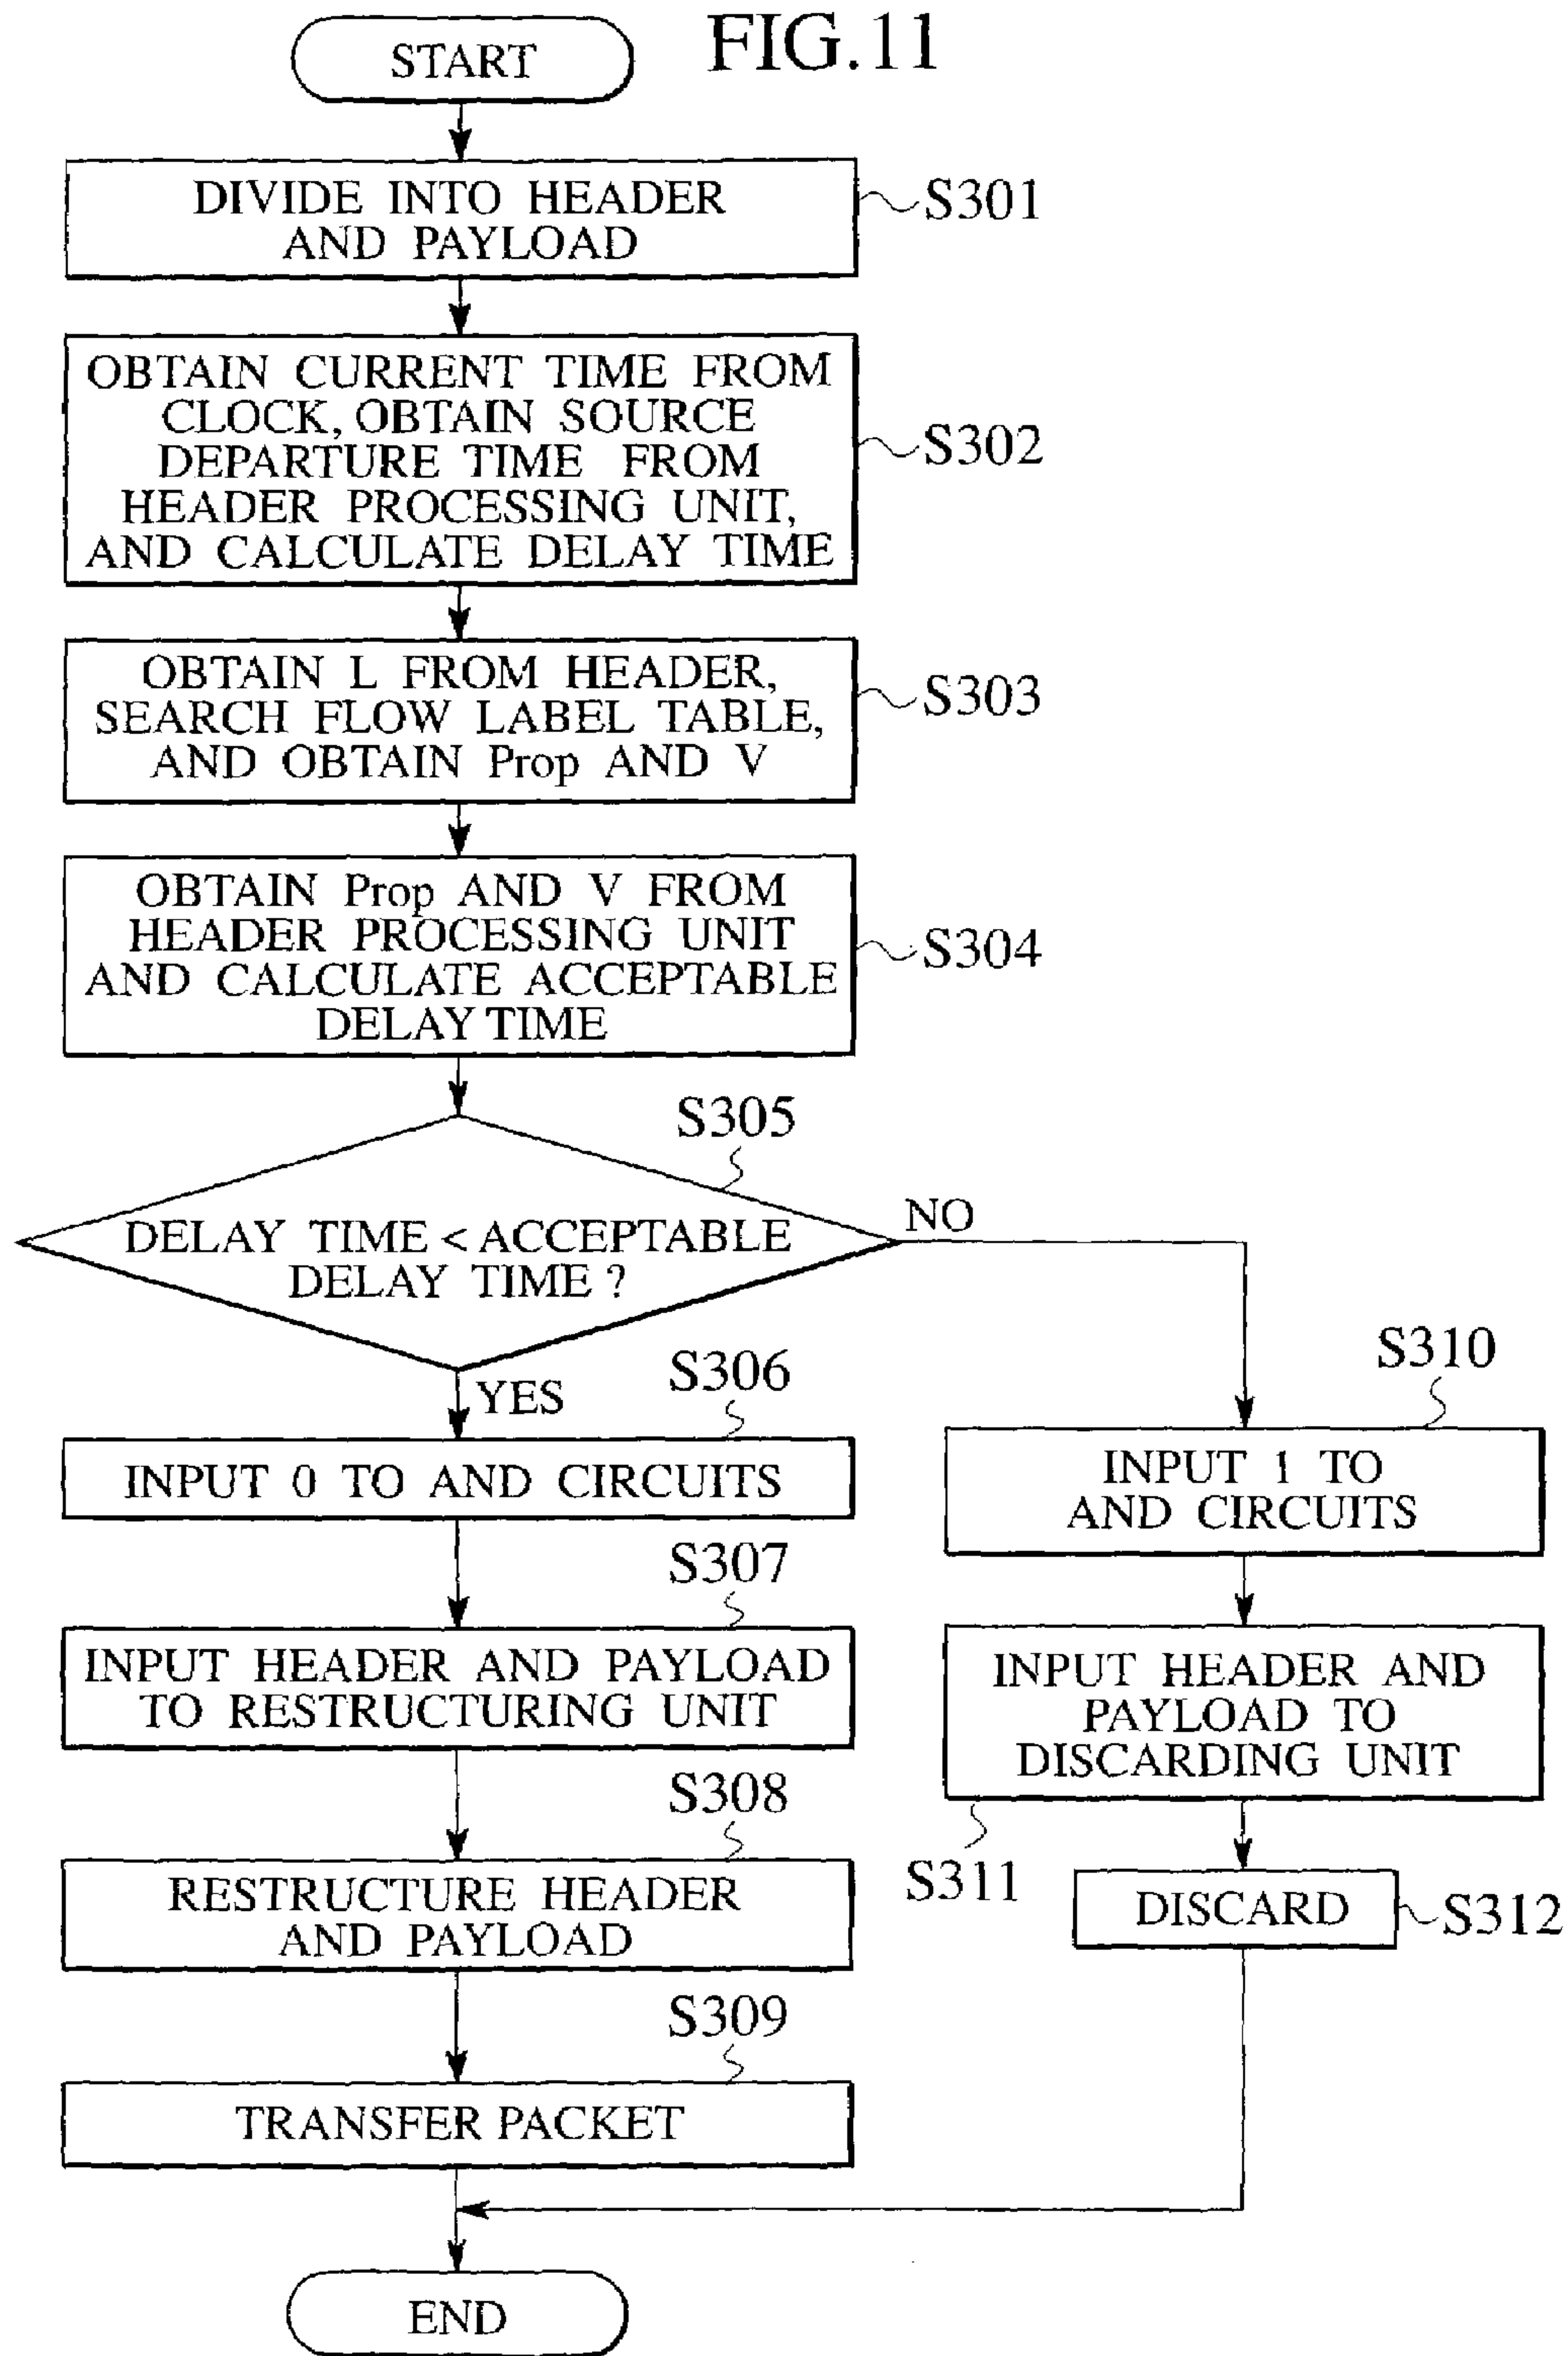 FIG.11
START
DIVIDE INTO HEADER
AND PAYLOAD
S301
OBTAIN CURRENT TIME FROM
CLOCK, OBTAIN SOURCE
DEPARTURE TIME FROM
HEADER PROCESSING UNIT,
AND CALCULATE DELAY TIME
S302
OBTAIN L FROM HEADER,
SEARCH FLOW LABEL TABLE,
AND OBTAIN Prop AND V
S303
OBTAIN Prop AND V FROM
HEADER PROCESSING UNIT
AND CALCULATE ACCEPTABLE
DELAY TIME
S304
S305
DELAY TIME < ACCEPTABLE
DELAY TIME ?
NO
YES
S306
INPUT 0 TO AND CIRCUITS
S307
INPUT HEADER AND PAYLOAD
TO RESTRUCTURING UNIT
S308
RESTRUCTURE HEADER
AND PAYLOAD
S309
TRANSFER PACKET
S310
INPUT 1 TO
AND CIRCUITS
INPUT HEADER AND
PAYLOAD TO
DISCARDING UNIT
S311
DISCARD
S312
END